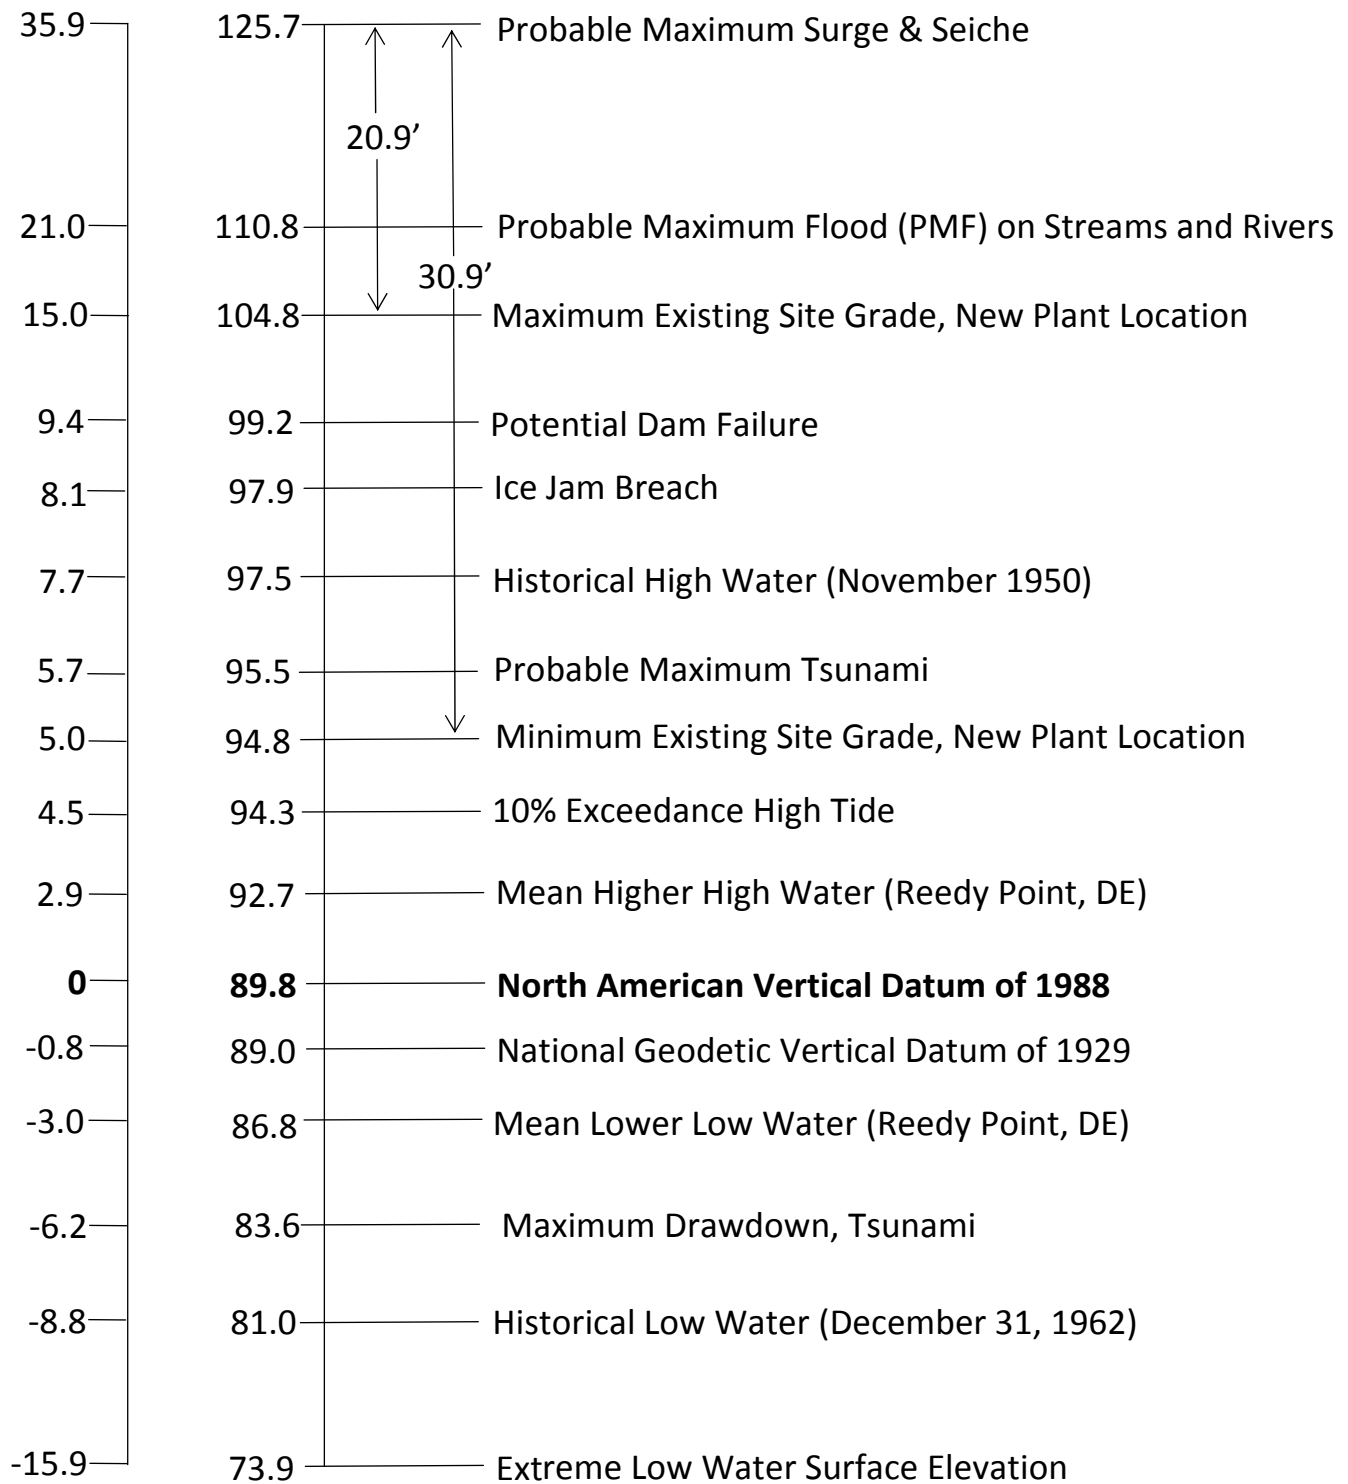 35.9 125.7 Probable Maximum Surge & Seiche
20.9’
21.0 110.8 Probable Maximum Flood (PMF) on Streams and Rivers
30.9’
15.0 104.8 Maximum Existing Site Grade, New Plant Location
9.4 99.2 Potential Dam Failure
8.1 97.9 Ice Jam Breach
7.7 97.5 Historical High Water (November 1950)
5.7 95.5 Probable Maximum Tsunami
5.0 94.8 Minimum Existing Site Grade, New Plant Location
4.5 94.3 10% Exceedance High Tide
2.9 92.7 Mean Higher High Water (Reedy Point, DE)
0 89.8 North American Vertical Datum of 1988
-0.8 89.0 National Geodetic Vertical Datum of 1929
-3.0 86.8 Mean Lower Low Water (Reedy Point, DE)
-6.2 83.6 Maximum Drawdown, Tsunami
-8.8 81.0 Historical Low Water (December 31, 1962)
-15.9 73.9 Extreme Low Water Surface Elevation